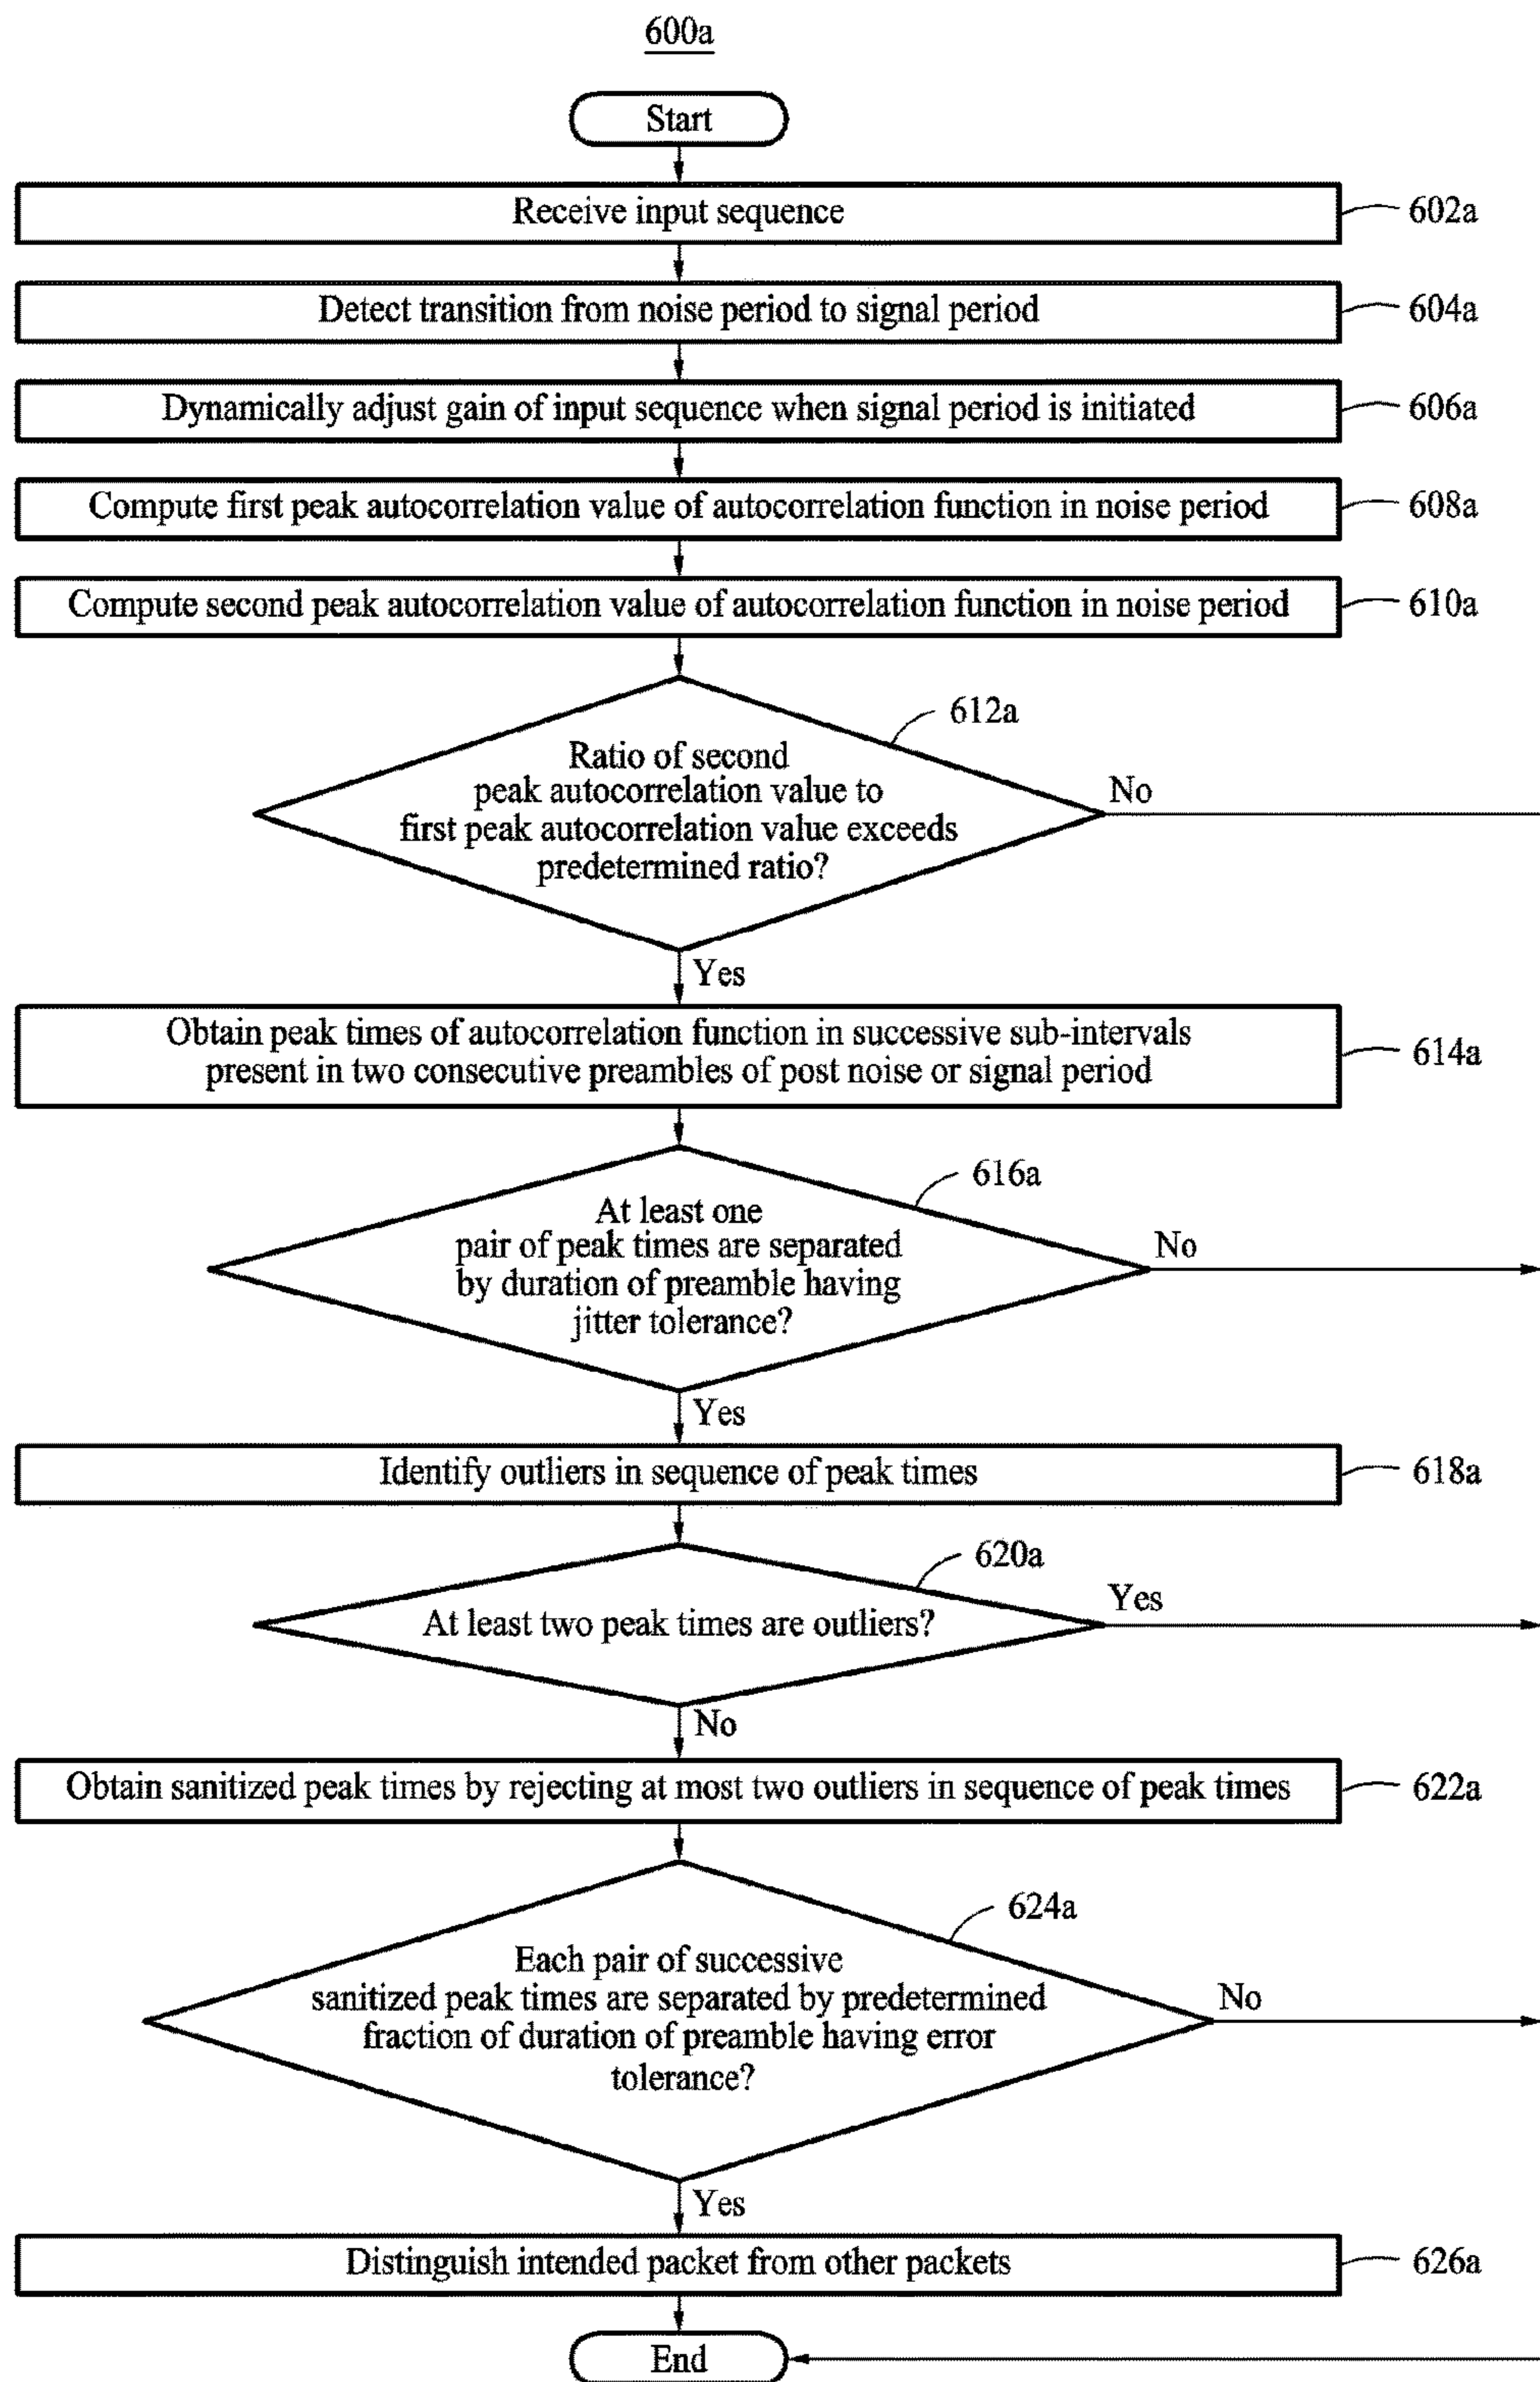 600a
Start
Receive input sequence
602a
Detect transition from noise period to signal period
604a
Dynamically adjust gain of input sequence when signal period is initiated
606a
Compute first peak autocorrelation value of autocorrelation function in noise period
608a
Compute second peak autocorrelation value of autocorrelation function in noise period
610a
612a
Ratio of second
peak autocorrelation value to
first peak autocorrelation value exceeds
predetermined ratio?
No
Yes
Obtain peak times of autocorrelation function in successive sub-intervals
present in two consecutive preambles of post noise or signal period
614a
616a
At least one
pair of peak times are separated
by duration of preamble having
jitter tolerance?
No
Yes
Identify outliers in sequence of peak times
618a
620a
At least two peak times are outliers?
Yes
No
Obtain sanitized peak times by rejecting at most two outliers in sequence of peak times
622a
624a
Each pair of successive
sanitized peak times are separated by predetermined
fraction of duration of preamble having error
tolerance?
No
Yes
Distinguish intended packet from other packets
626a
End